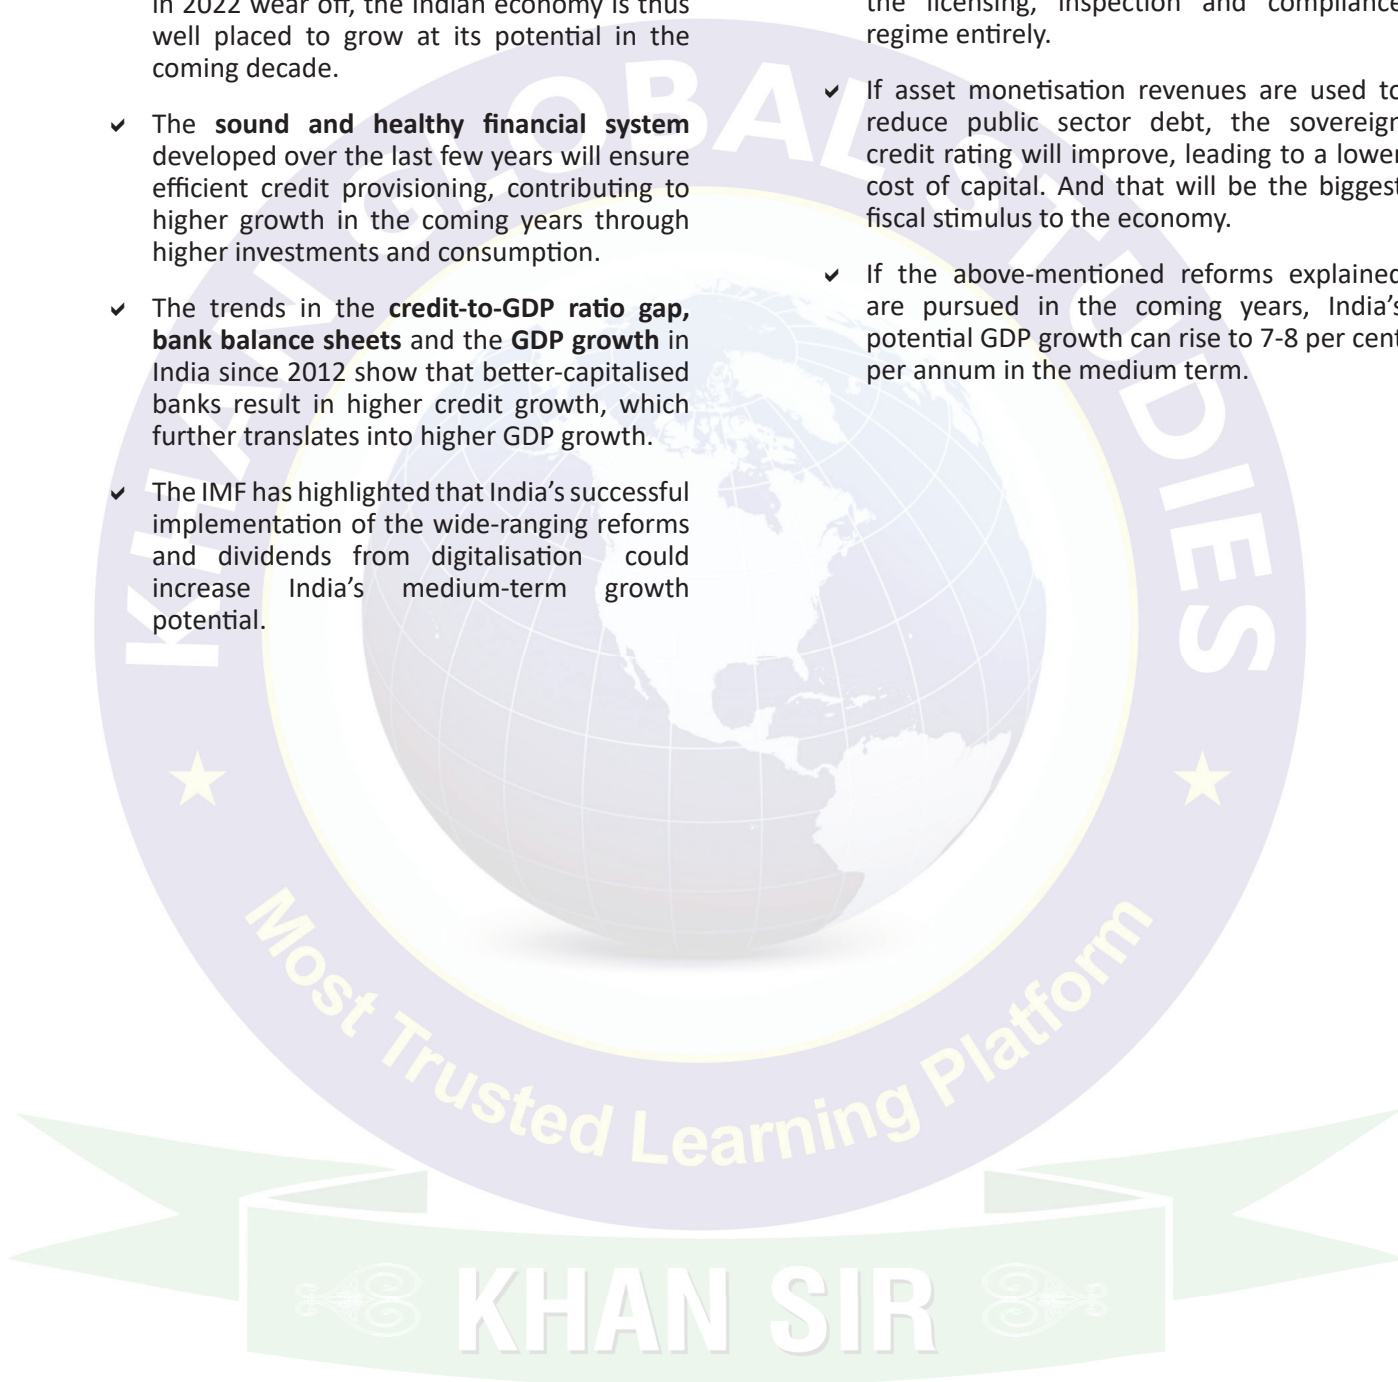 in 2022 wear off, the Indian economy is thus
well placed to grow at its potential in the
coming decade.
The sound and healthy financial system
developed over the last few years will ensure
efficient credit provisioning, contributing to
higher growth in the coming years through
higher investments and consumption.
The trends in the credit-to-GDP ratio gap,
bank balance sheets and the GDP growth in
India since 2012 show that better-capitalised
banks result in higher credit growth, which
further translates into higher GDP growth.
The IMF has highlighted that India’s successful
implementation of the wide-ranging reforms
and dividends from digitalisation could
increase India’s medium-term growth
potential.
the licensing, inspection and compliance
regime entirely.
If asset monetisation revenues are used to
reduce public sector debt, the sovereign
credit rating will improve, leading to a lower
cost of capital. And that will be the biggest
fiscal stimulus to the economy.
If the above-mentioned reforms explained
are pursued in the coming years, India’s
potential GDP growth can rise to 7-8 per cent
per annum in the medium term.
KHAN GLOBAL STUDIES
Most Trusted Learning Platform
KHAN SIR